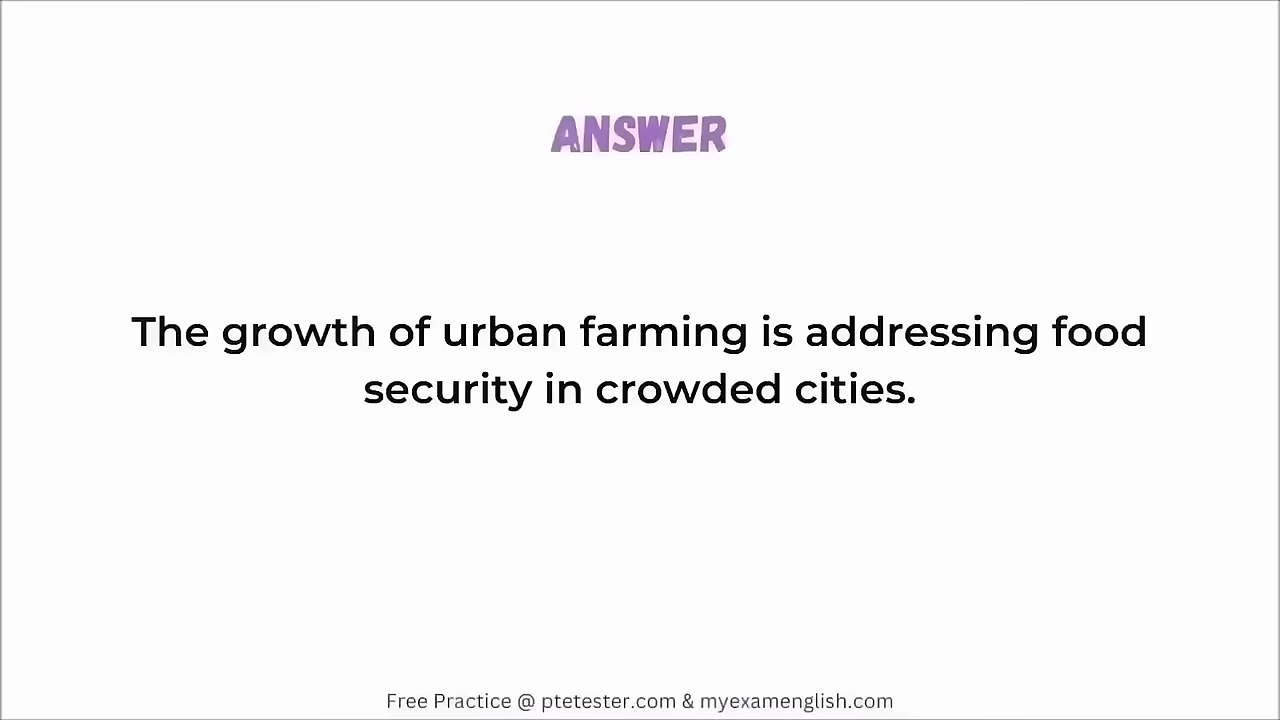 ANSWER
The growth of urban farming is addressing food
security in crowded cities.
Free Practice @ ptetester.com & myexamenglish.com